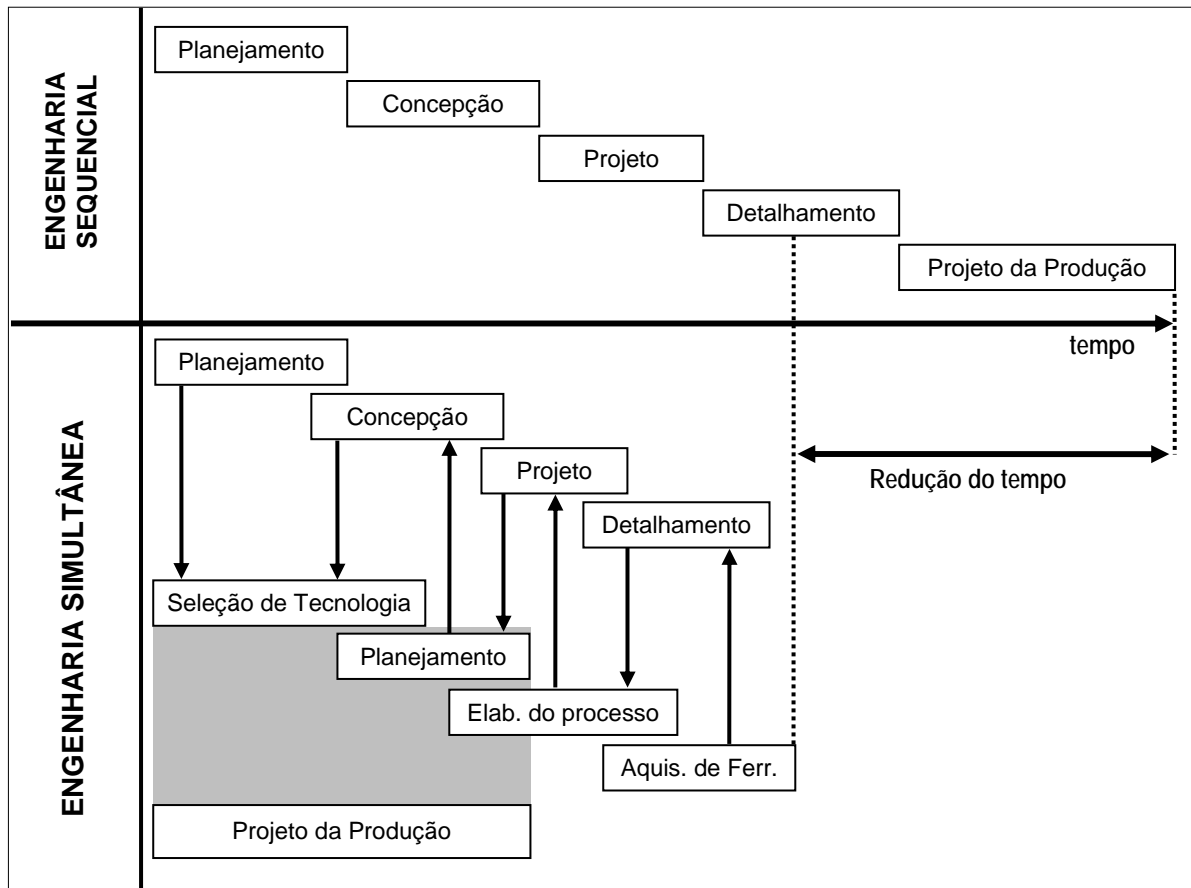 ENGENHARIA
SEQUENCIAL
Planejamento
Concepção
Projeto
Detalhamento
Projeto da Produção
tempo
ENGENHARIA SIMULTÂNEA
Planejamento
Concepção
Projeto
Redução do tempo
Detalhamento
Seleção de Tecnologia
Planejamento
Elab. do processo
Aquis. de Ferr.
Projeto da Produção